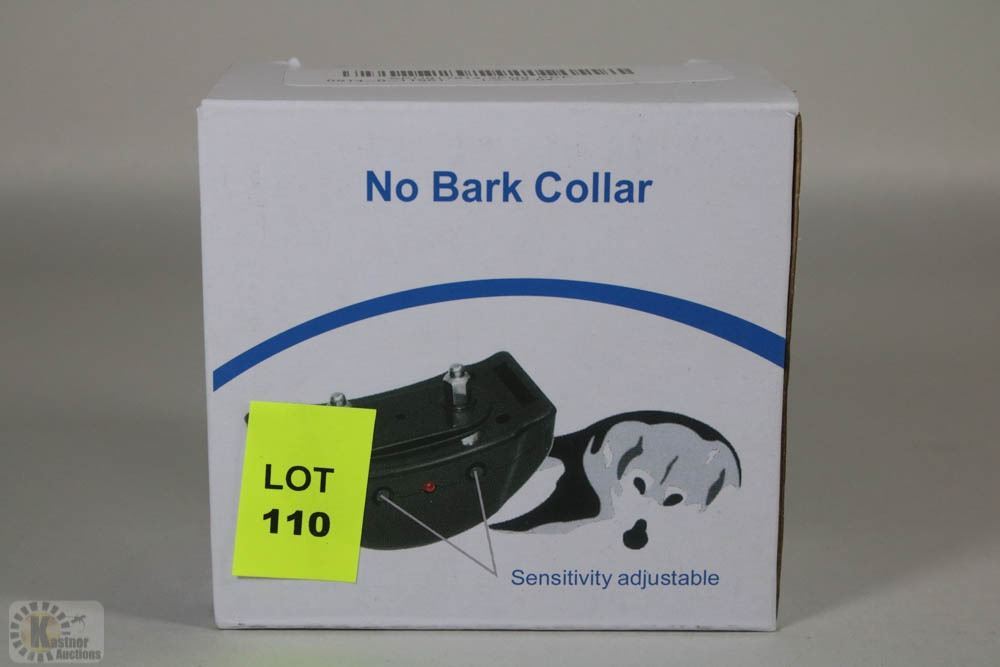 No Bark Collar
LOT
110
Sensitivity adjustable
Kastner
Auctions